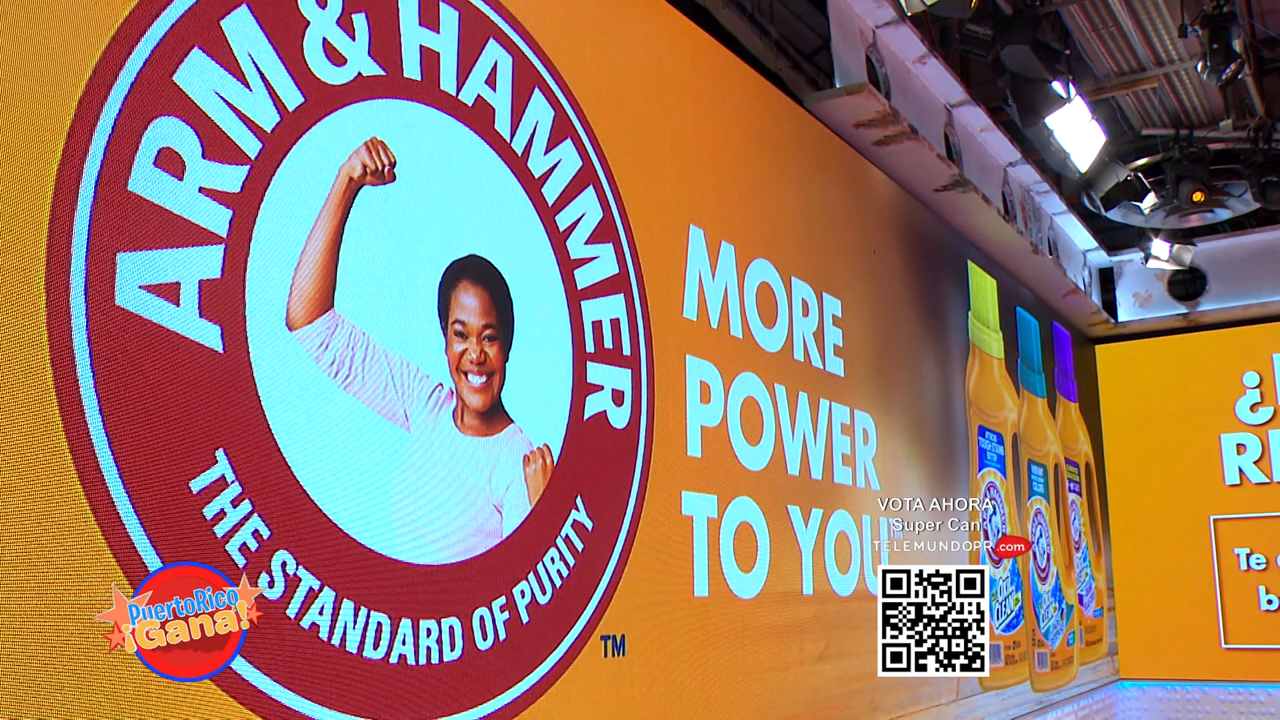 ARM & HAMMER
THE STANDARD OF PURITY
TM
MORE
POWER
TO YOU
VOTA AHORA
Super Can
TELEMUNDOPR.com
PuertoRico
¡Gana!
¿
Te
b